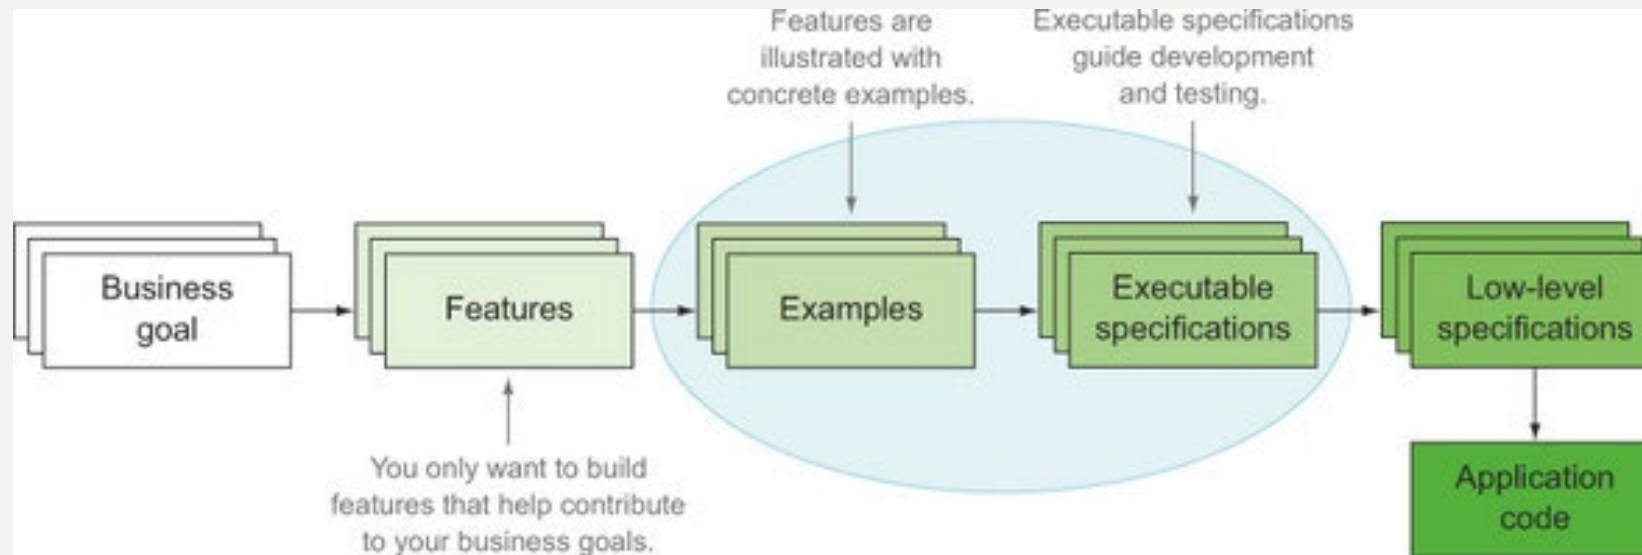 Features are
illustrated with
concrete examples.
Executable specifications
guide development
and testing.
Business
goal
Features
Examples
Executable
specifications
Low-level
specifications
You only want to build
features that help contribute
to your business goals.
Application
code